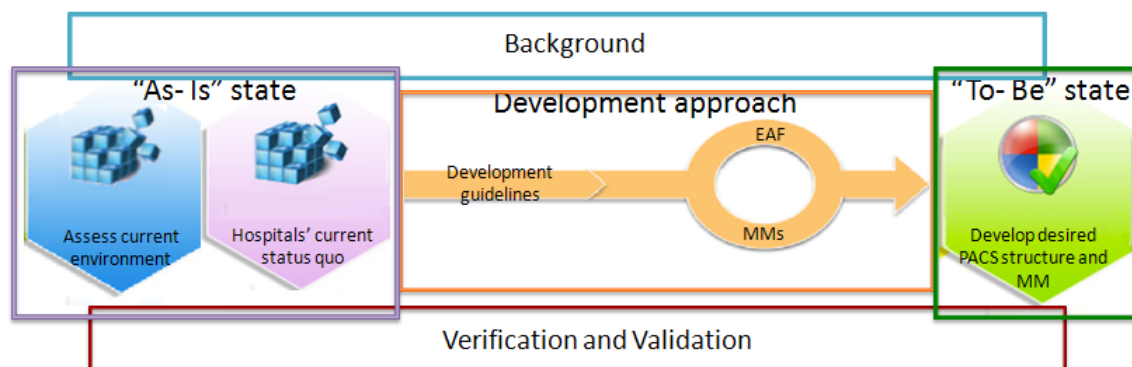 Background
“As- Is” state
Development approach
“To- Be” state
EAF
Development
guidelines
MMs
Assess current
environment
Hospitals’ current
status quo
Develop desired
PACS structure and
MM
Verification and Validation